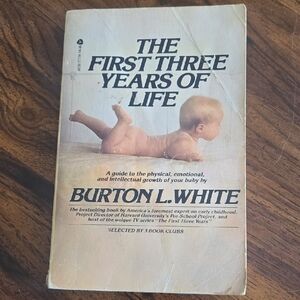 THE
FIRST THREE
YEARS OF
LIFE
A guide to the physical, emotional,
and intellectual growth of your baby by
BURTON L. WHITE
The bestselling book by America's foremost expert on early childhood,
Project Director of Harvard University's Pre-School Project, and
host of the unique TV series "The First Three Years"
SELECTED BY 5 BOOK CLUBS